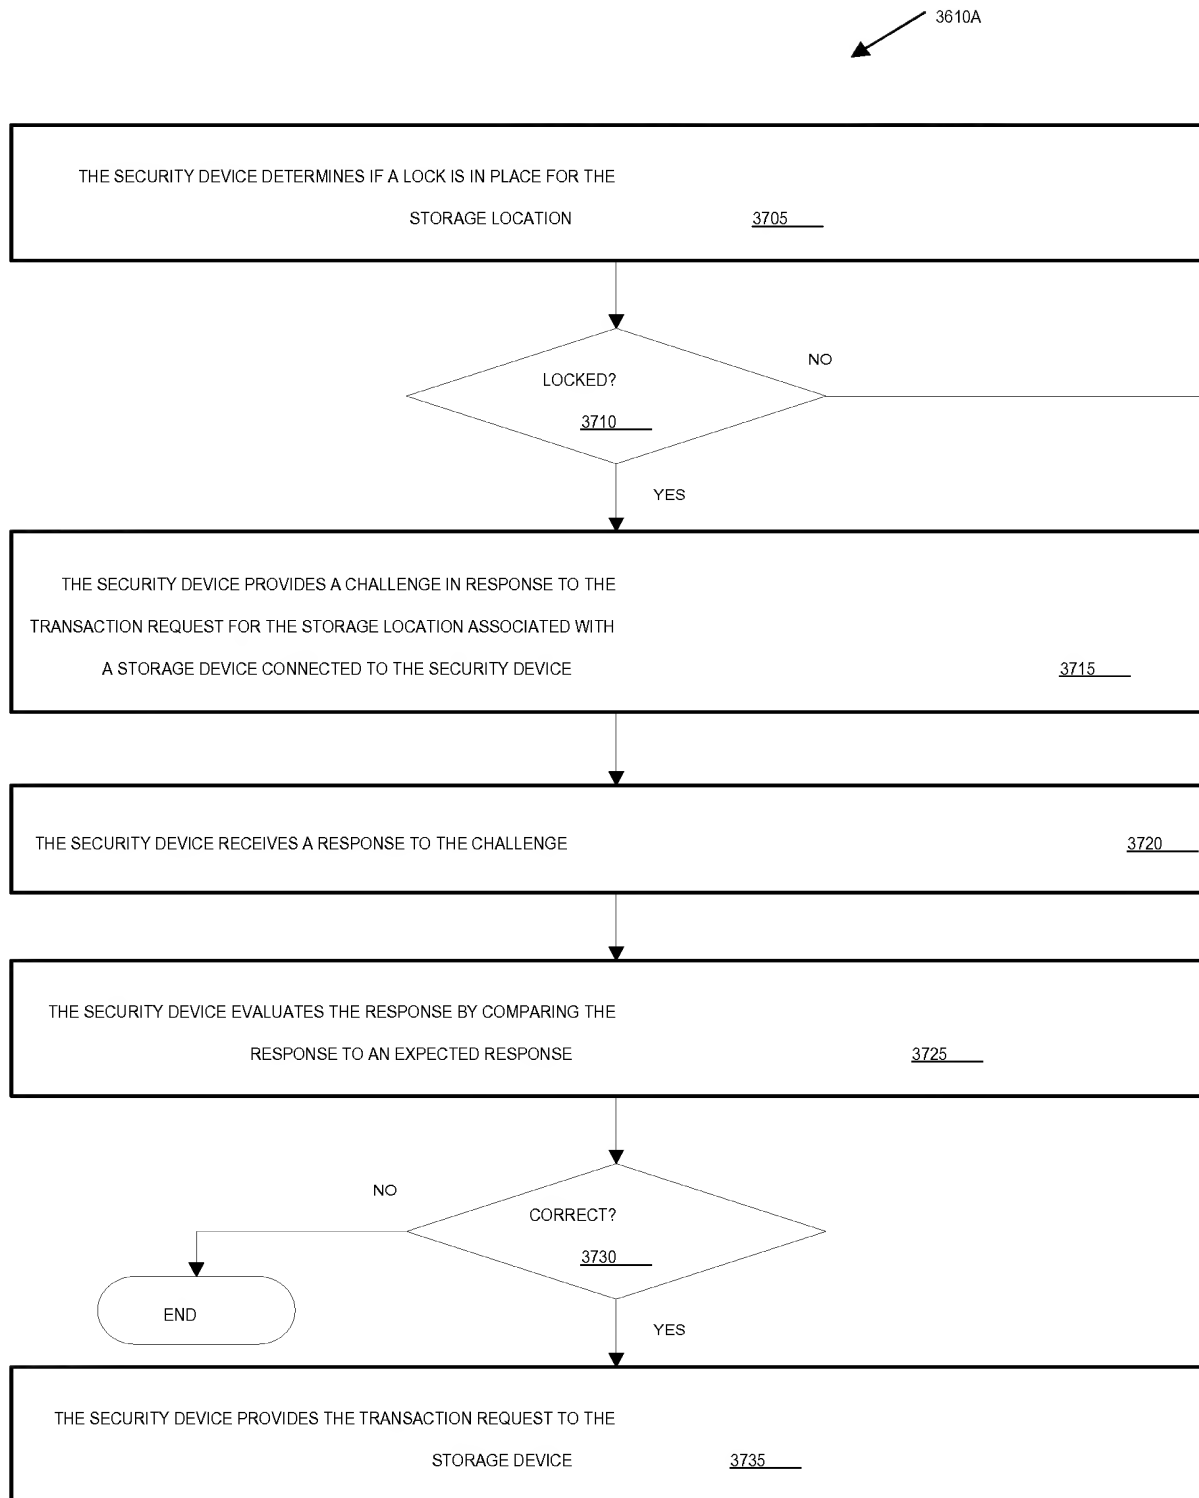 3610A
THE SECURITY DEVICE DETERMINES IF A LOCK IS IN PLACE FOR THE
STORAGE LOCATION 3705
NO
LOCKED?
3710
YES
THE SECURITY DEVICE PROVIDES A CHALLENGE IN RESPONSE TO THE
TRANSACTION REQUEST FOR THE STORAGE LOCATION ASSOCIATED WITH
A STORAGE DEVICE CONNECTED TO THE SECURITY DEVICE 3715
THE SECURITY DEVICE RECEIVES A RESPONSE TO THE CHALLENGE 3720
THE SECURITY DEVICE EVALUATES THE RESPONSE BY COMPARING THE
RESPONSE TO AN EXPECTED RESPONSE 3725
NO
CORRECT?
3730
END
YES
THE SECURITY DEVICE PROVIDES THE TRANSACTION REQUEST TO THE
STORAGE DEVICE 3735